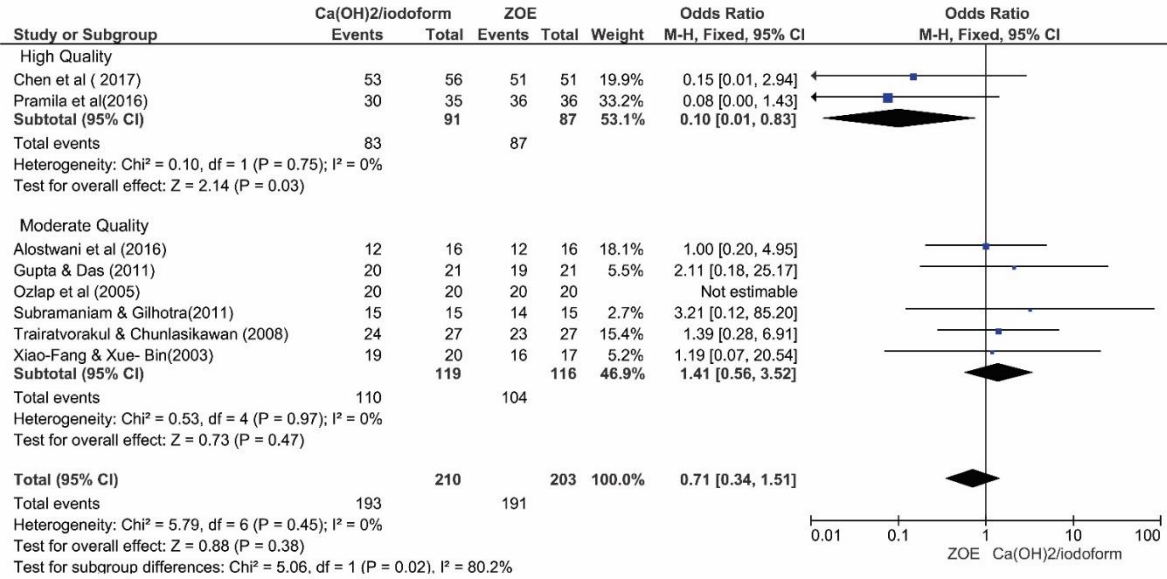 Ca(OH)2/iodoform ZOE Odds Ratio Odds Ratio
Study or Subgroup Events Total Events Total Weight M-H, Fixed, 95% CI M-H, Fixed, 95% CI
High Quality
Chen et al ( 2017) 53 56 51 51 19.9% 0.15 [0.01, 2.94]
Pramila et al(2016) 30 35 36 36 33.2% 0.08 [0.00, 1.43]
Subtotal (95% CI) 91 87 53.1% 0.10 [0.01, 0.83]
Total events 83 87
Heterogeneity: Chi² = 0.10, df = 1 (P = 0.75); I² = 0%
Test for overall effect: Z = 2.14 (P = 0.03)
Moderate Quality
Alostwani et al (2016) 12 16 12 16 18.1% 1.00 [0.20, 4.95]
Gupta & Das (2011) 20 21 19 21 5.5% 2.11 [0.18, 25.17]
Ozlap et al (2005) 20 20 20 20 Not estimable
Subramaniam & Gilhotra(2011) 15 15 14 15 2.7% 3.21 [0.12, 85.20]
Trairatvorakul & Chunlasikawan (2008) 24 27 23 27 15.4% 1.39 [0.28, 6.91]
Xiao-Fang & Xue- Bin(2003) 19 20 16 17 5.2% 1.19 [0.07, 20.54]
Subtotal (95% CI) 119 116 46.9% 1.41 [0.56, 3.52]
Total events 110 104
Heterogeneity: Chi² = 0.53, df = 4 (P = 0.97); I² = 0%
Test for overall effect: Z = 0.73 (P = 0.47)
Total (95% CI) 210 203 100.0% 0.71 [0.34, 1.51]
Total events 193 191
Heterogeneity: Chi² = 5.79, df = 6 (P = 0.45); I² = 0%
Test for overall effect: Z = 0.88 (P = 0.38)
Test for subgroup differences: Chi² = 5.06, df = 1 (P = 0.02), I² = 80.2%
0.01 0.1 1 10 100
ZOE Ca(OH)2/iodoform